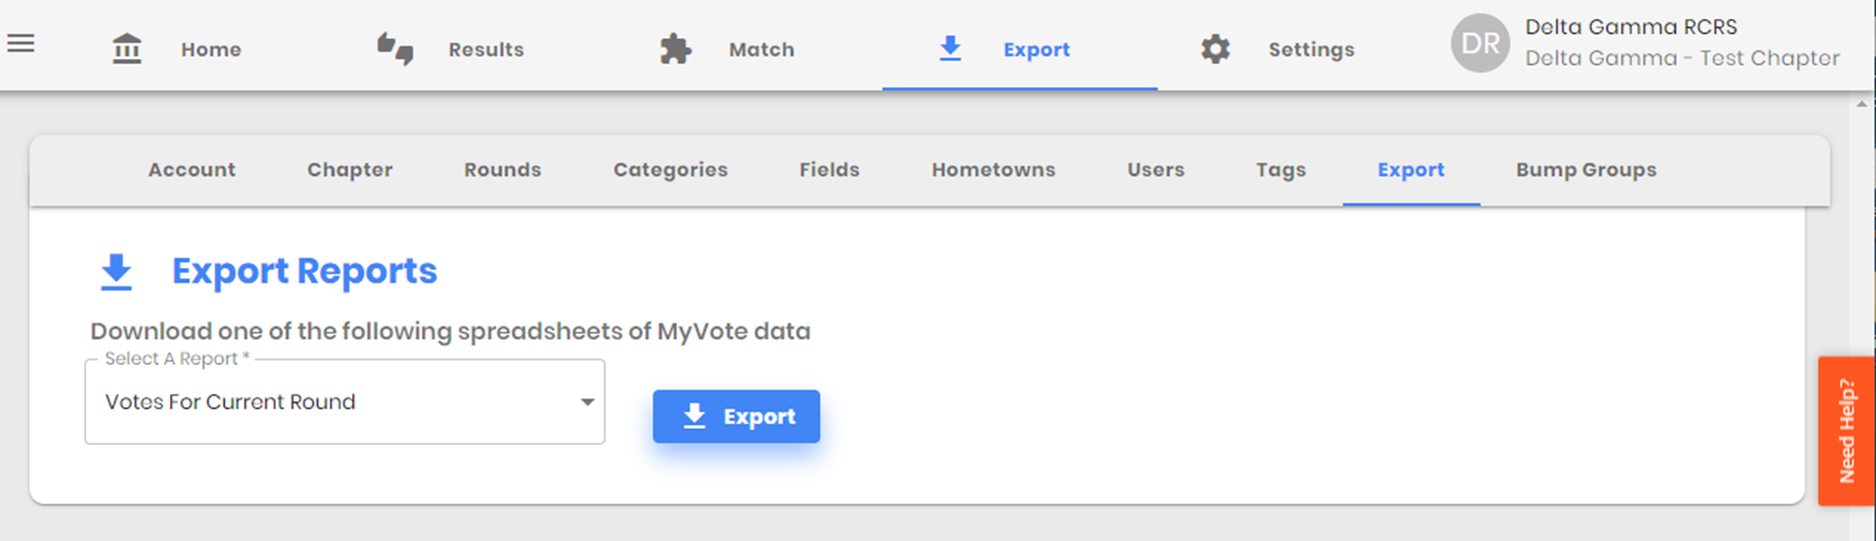 Home Results Match Export Settings DR Delta Gamma RCRS
Delta Gamma - Test Chapter
Account Chapter Rounds Categories Fields Hometowns Users Tags Export Bump Groups
Export Reports
Download one of the following spreadsheets of MyVote data
Select A Report *
Votes For Current Round
Export
Need Help?